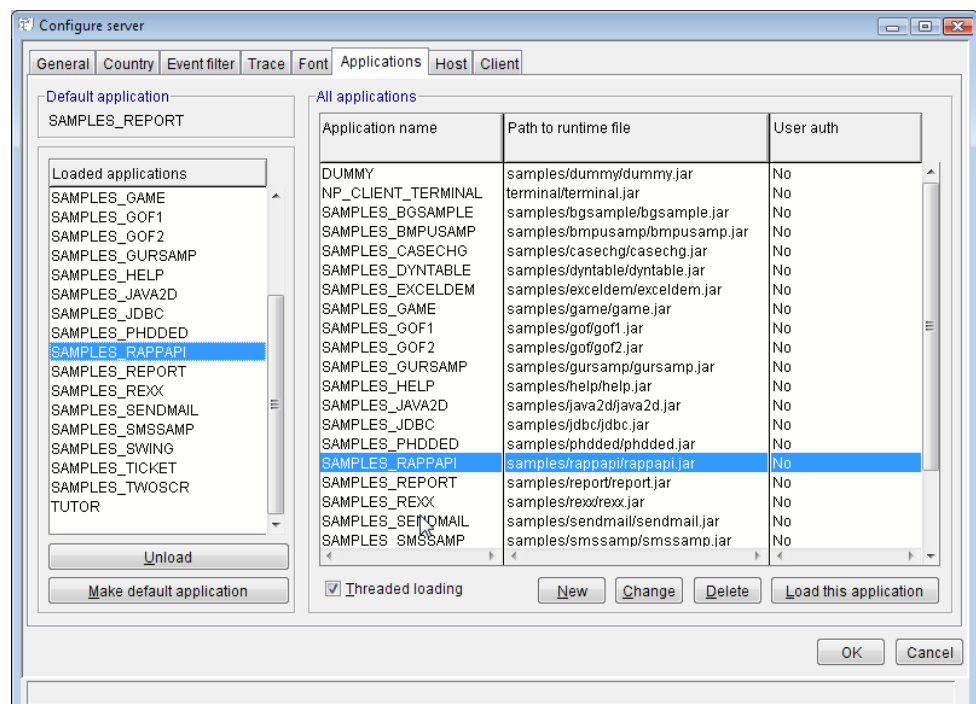 Configure server
General Country Event filter Trace Font Applications Host Client
Default application
SAMPLES_REPORT
Loaded applications
SAMPLES_GAME
SAMPLES_GOF1
SAMPLES_GOF2
SAMPLES_GURSAMP
SAMPLES_HELP
SAMPLES_JAVA2D
SAMPLES_JDBC
SAMPLES_PHDDED
SAMPLES_RAPPAPI
SAMPLES_REPORT
SAMPLES_REXX
SAMPLES_SENDMAIL
SAMPLES_SMSSAMP
SAMPLES_SWING
SAMPLES_TICKET
SAMPLES_TWOSCR
TUTOR
Unload
Make default application
All applications
Application name Path to runtime file User auth
DUMMY samples/dummy/dummy.jar No
NP_CLIENT_TERMINAL terminal/terminal.jar No
SAMPLES_BGSAMPLE samples/bgsample/bgsample.jar No
SAMPLES_BMPUSAMP samples/bmpusamp/bmpusamp.jar No
SAMPLES_CASECHG samples/casechg/casechg.jar No
SAMPLES_DYNTABLE samples/dyntable/dyntable.jar No
SAMPLES_EXCELDEM samples/exceldem/exceldem.jar No
SAMPLES_GAME samples/game/game.jar No
SAMPLES_GOF1 samples/gof/gof1.jar No
SAMPLES_GOF2 samples/gof/gof2.jar No
SAMPLES_GURSAMP samples/gursamp/gursamp.jar No
SAMPLES_HELP samples/help/help.jar No
SAMPLES_JAVA2D samples/java2d/java2d.jar No
SAMPLES_JDBC samples/jdbc/jdbc.jar No
SAMPLES_PHDDED samples/phdded/phdded.jar No
SAMPLES_RAPPAPI samples/rappapi/rappapi.jar No
SAMPLES_REPORT samples/report/report.jar No
SAMPLES_REXX samples/rexx/rexx.jar No
SAMPLES_SENDMAIL samples/sendmail/sendmail.jar No
SAMPLES_SMSSAMP samples/smssamp/smssamp.jar No
Threaded loading New Change Delete Load this application
OK Cancel